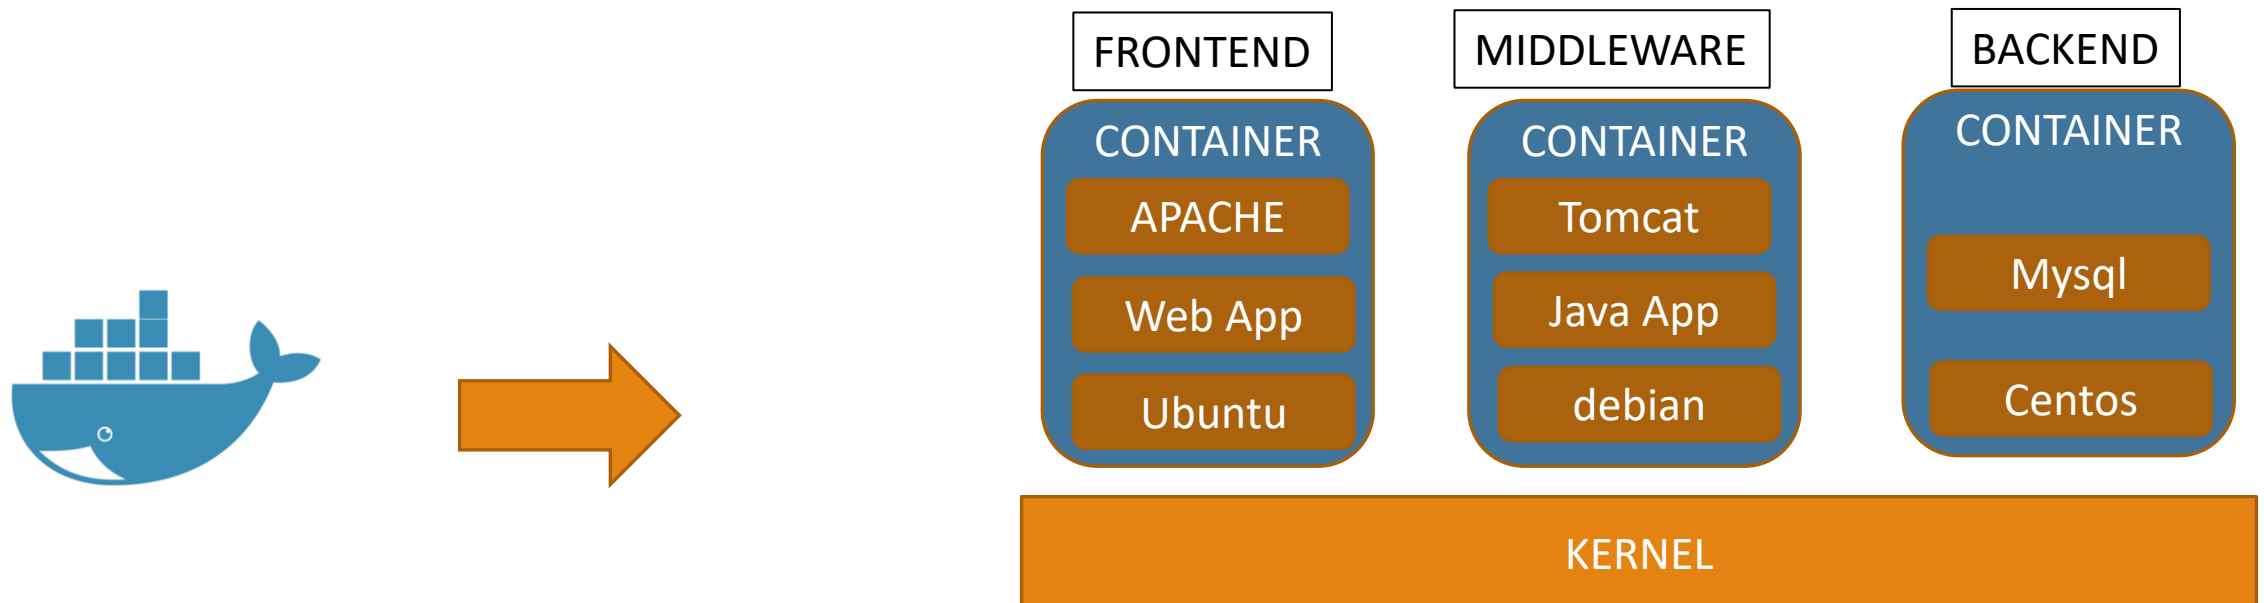 FRONTEND
CONTAINER
APACHE
Web App
Ubuntu
MIDDLEWARE
CONTAINER
Tomcat
Java App
debian
BACKEND
CONTAINER
Mysql
Centos
KERNEL